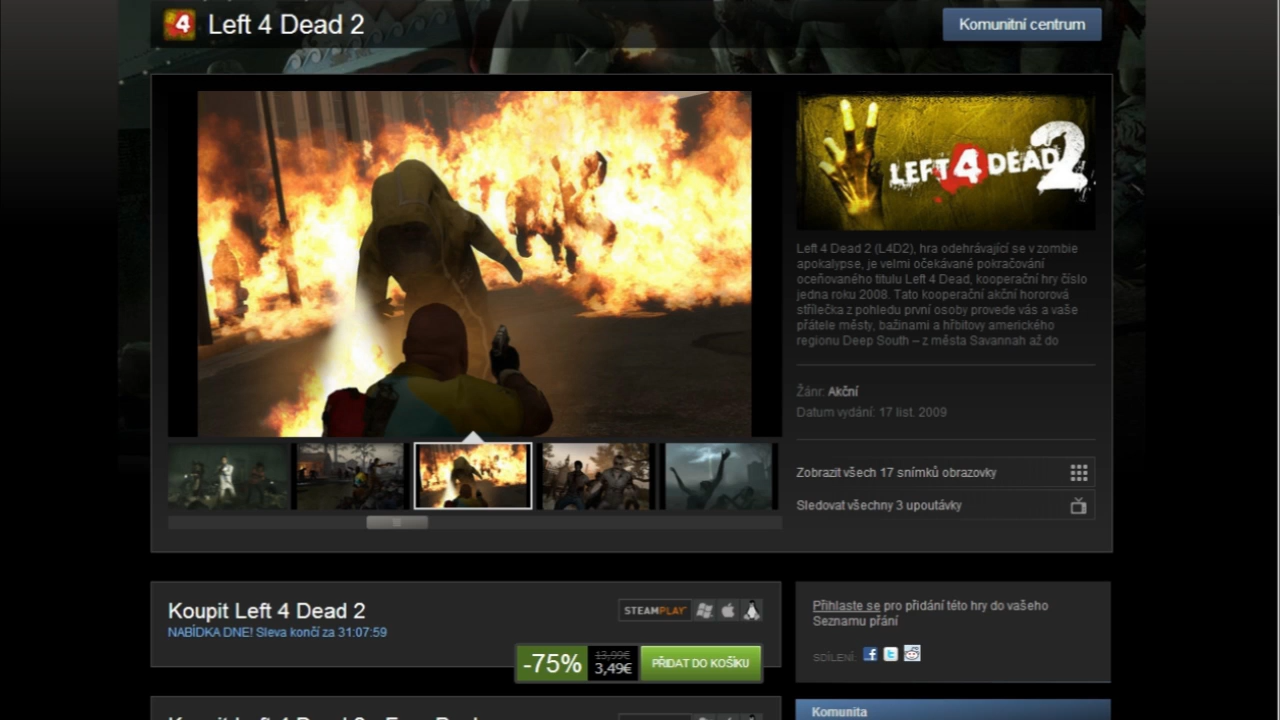 4 Left 4 Dead 2
Komunitní centrum
LEFT 4 DEAD 2
Left 4 Dead 2 (L4D2), hra odehrávající se v zombie
apokalypse, je velmi očekávané pokračování
oceňovaného titulu Left 4 Dead, kooperační hry číslo
jedna roku 2008. Tato kooperační akční hororová
střílečka z pohledu první osoby provede vás a vaše
přátele městy, bažinami a hřbitovy amerického
regionu Deep South – z města Savannah až do
Žánr: Akční
Datum vydání: 17 list. 2009
Zobrazit všech 17 snímků obrazovky
Sledovat všechny 3 upoutávky
Koupit Left 4 Dead 2
STEAMPLAY
NABÍDKA DNE! Sleva končí za 31:07:59
-75%
13,99€
3,49€
PŘIDAT DO KOŠÍKU
Přihlaste se pro přidání této hry do vašeho
Seznamu přání
SDÍLENÍ:
Komunita